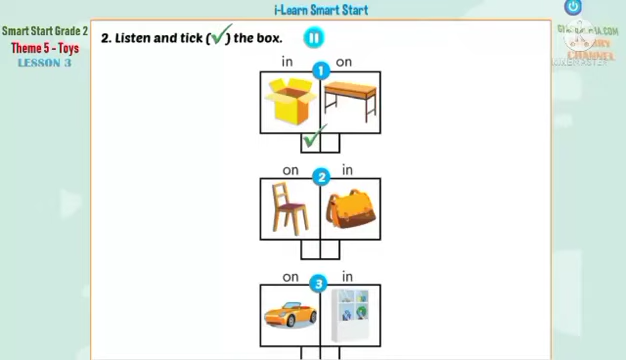 i-Learn Smart Start
Smart Start Grade 2
Theme 5 - Toys
LESSON 3
2. Listen and tick (✓) the box.
in 1 on
on 2 in
on 3 in
CHANNEL